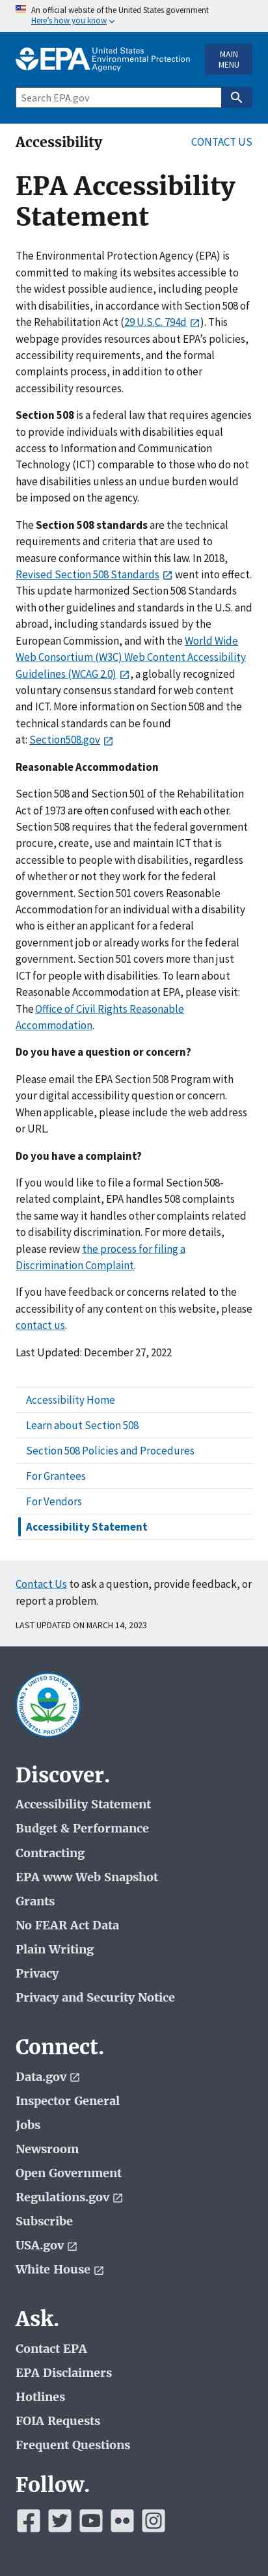 An official website of the United States government
Here's how you know
EPA United States
Environmental Protection
Agency
MAIN
MENU
Search EPA.gov
Accessibility
CONTACT US
EPA Accessibility
Statement
The Environmental Protection Agency (EPA) is
committed to making its websites accessible to
the widest possible audience, including people
with disabilities, in accordance with Section 508 of
the Rehabilitation Act (29 U.S.C. 794d). This
webpage provides resources about EPA's policies,
accessibility requirements, and the formal
complaints process, in addition to other
accessibility resources.
Section 508 is a federal law that requires agencies
to provide individuals with disabilities equal
access to Information and Communication
Technology (ICT) comparable to those who do not
have disabilities unless an undue burden would
be imposed on the agency.
The Section 508 standards are the technical
requirements and criteria that are used to
measure conformance within this law. In 2018,
Revised Section 508 Standards went into effect.
This update harmonized Section 508 Standards
with other guidelines and standards in the U.S. and
abroad, including standards issued by the
European Commission, and with the World Wide
Web Consortium (W3C) Web Content Accessibility
Guidelines (WCAG 2.0), a globally recognized
voluntary consensus standard for web content
and ICT. More information on Section 508 and the
technical standards can be found
at: Section508.gov
Reasonable Accommodation
Section 508 and Section 501 of the Rehabilitation
Act of 1973 are often confused with each other.
Section 508 requires that the federal government
procure, use and maintain ICT that is
accessible to people with disabilities, regardless
of whether or not they work for the federal
government. Section 501 covers Reasonable
Accommodation for an individual with a disability
who is either an applicant for a federal
government job or already works for the federal
government. Section 501 covers more than just
ICT for people with disabilities. To learn about
Reasonable Accommodation at EPA, please visit:
The Office of Civil Rights Reasonable
Accommodation.
Do you have a question or concern?
Please email the EPA Section 508 Program with
your digital accessibility question or concern.
When applicable, please include the web address
or URL.
Do you have a complaint?
If you would like to file a formal Section 508-
related complaint, EPA handles 508 complaints
the same way it handles other complaints related
to disability discrimination. For more details,
please review the process for filing a
Discrimination Complaint.
If you have feedback or concerns related to the
accessibility of any content on this website, please
contact us.
Last Updated: December 27, 2022
Accessibility Home
Learn about Section 508
Section 508 Policies and Procedures
For Grantees
For Vendors
Accessibility Statement
Contact Us to ask a question, provide feedback, or
report a problem.
LAST UPDATED ON MARCH 14, 2023
UNITED STATES
ENVIRONMENTAL PROTECTION AGENCY
Discover.
Accessibility Statement
Budget & Performance
Contracting
EPA www Web Snapshot
Grants
No FEAR Act Data
Plain Writing
Privacy
Privacy and Security Notice
Connect.
Data.gov
Inspector General
Jobs
Newsroom
Open Government
Regulations.gov
Subscribe
USA.gov
White House
Ask.
Contact EPA
EPA Disclaimers
Hotlines
FOIA Requests
Frequent Questions
Follow.